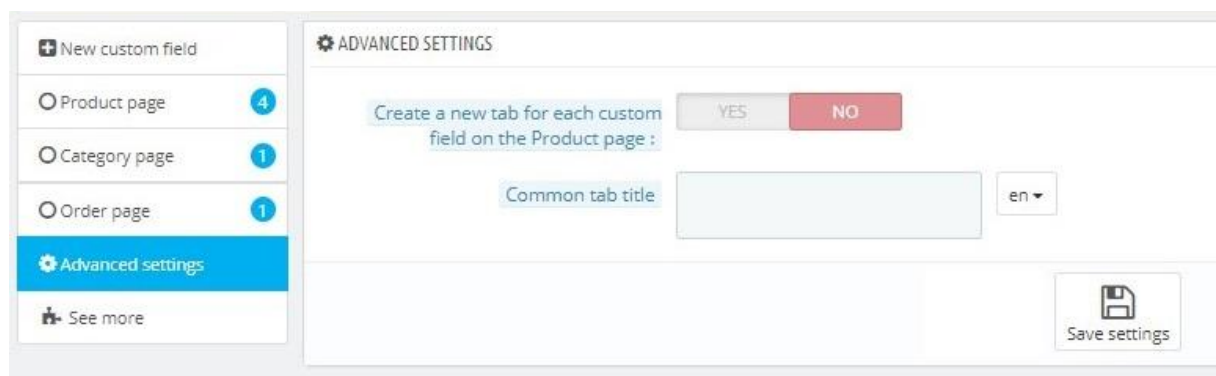 New custom field
Product page 4
Category page 1
Order page 1
Advanced settings
See more
ADVANCED SETTINGS
Create a new tab for each custom
field on the Product page :
YES NO
Common tab title
en
Save settings